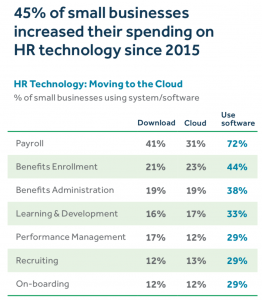 45% of small businesses
increased their spending on
HR technology since 2015
HR Technology: Moving to the Cloud
% of small businesses using system/software
Download Cloud Use software
Payroll 41% 31% 72%
Benefits Enrollment 21% 23% 44%
Benefits Administration 19% 19% 38%
Learning & Development 16% 17% 33%
Performance Management 17% 12% 29%
Recruiting 12% 13% 29%
On-boarding 12% 12% 29%